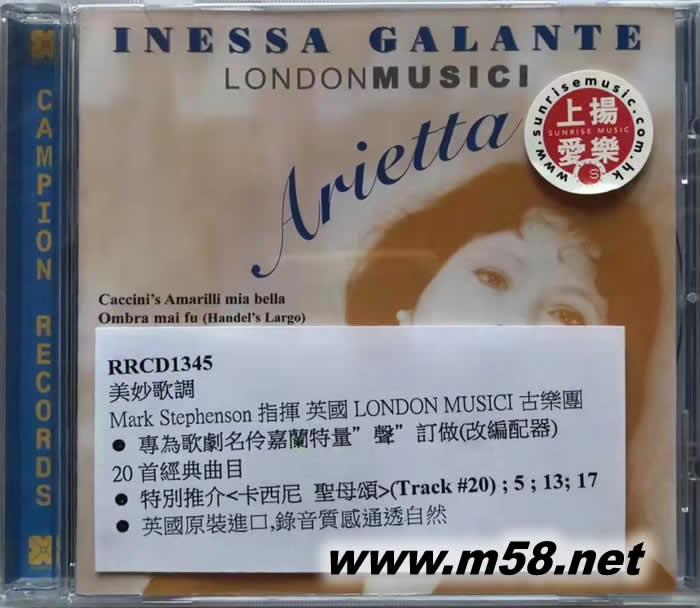 INESSA GALANTE
LONDONMUSICI
Arietta
www.sunrisemusic.com.hk
上揚
SUNRISE MUSIC
愛樂
S
CAMPION RECORDS
Caccini's Amarilli mia bella
Ombra mai fu (Handel's Largo)
RRCD1345
美妙歌調
Mark Stephenson 指揮 英國 LONDON MUSICI 古樂團
● 專為歌劇名伶嘉蘭特量”聲”訂做(改編配器)
20 首經典曲目
● 特別推介<卡西尼 聖母頌>(Track #20) ; 5 ; 13; 17
● 英國原裝進口,錄音質感通透自然
www.m58.net